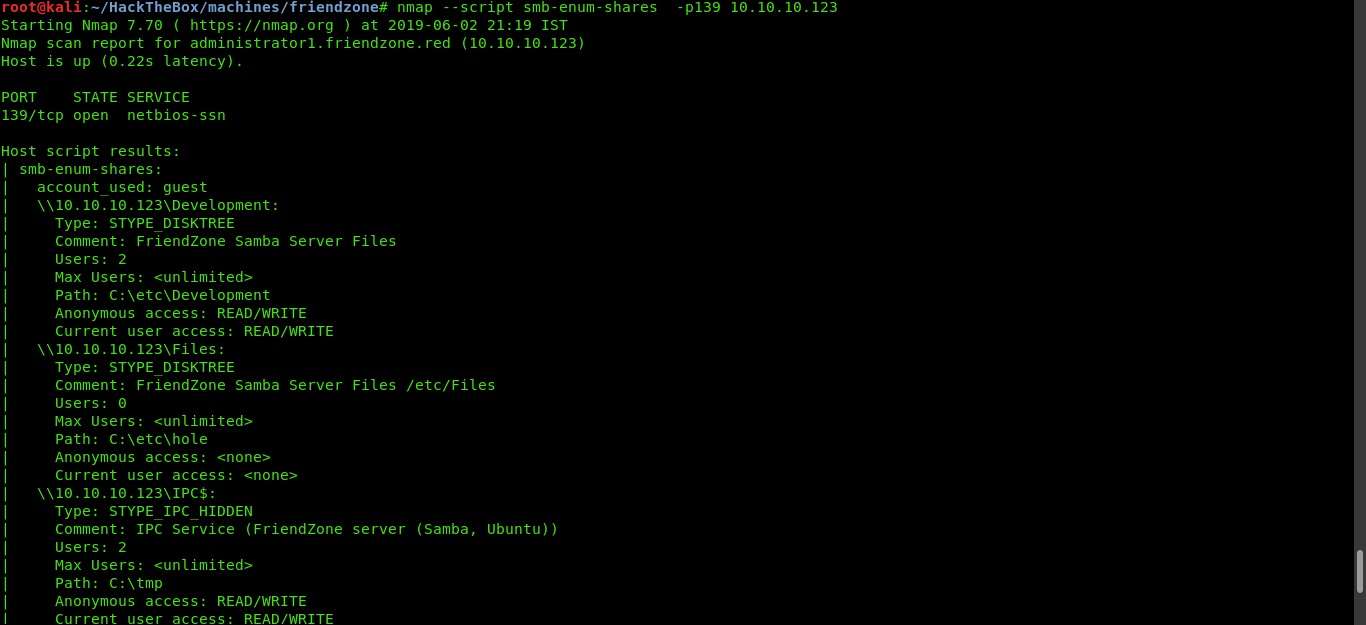 root@kali:~/HackTheBox/machines/friendzone# nmap --script smb-enum-shares  -p139 10.10.10.123
Starting Nmap 7.70 ( https://nmap.org ) at 2019-06-02 21:19 IST
Nmap scan report for administrator1.friendzone.red (10.10.10.123)
Host is up (0.22s latency).

PORT    STATE SERVICE
139/tcp open  netbios-ssn

Host script results:
| smb-enum-shares:
|   account_used: guest
|   \\10.10.10.123\Development:
|     Type: STYPE_DISKTREE
|     Comment: FriendZone Samba Server Files
|     Users: 2
|     Max Users: <unlimited>
|     Path: C:\etc\Development
|     Anonymous access: READ/WRITE
|     Current user access: READ/WRITE
|   \\10.10.10.123\Files:
|     Type: STYPE_DISKTREE
|     Comment: FriendZone Samba Server Files /etc/Files
|     Users: 0
|     Max Users: <unlimited>
|     Path: C:\etc\hole
|     Anonymous access: <none>
|     Current user access: <none>
|   \\10.10.10.123\IPC$:
|     Type: STYPE_IPC_HIDDEN
|     Comment: IPC Service (FriendZone server (Samba, Ubuntu))
|     Users: 2
|     Max Users: <unlimited>
|     Path: C:\tmp
|     Anonymous access: READ/WRITE
|     Current user access: READ/WRITE